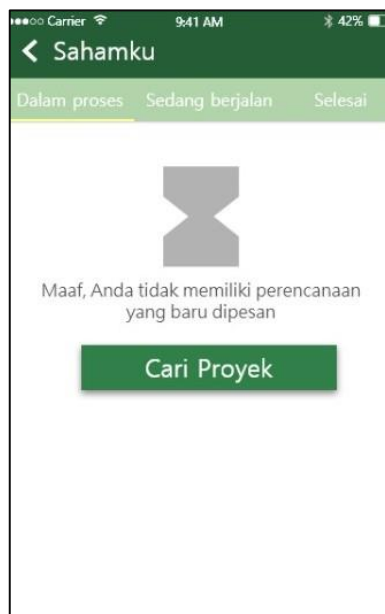 Carrier 9:41 AM 42%
Sahamku
Dalam proses Sedang berjalan Selesai
Maaf, Anda tidak memiliki perencanaan
yang baru dipesan
Cari Proyek